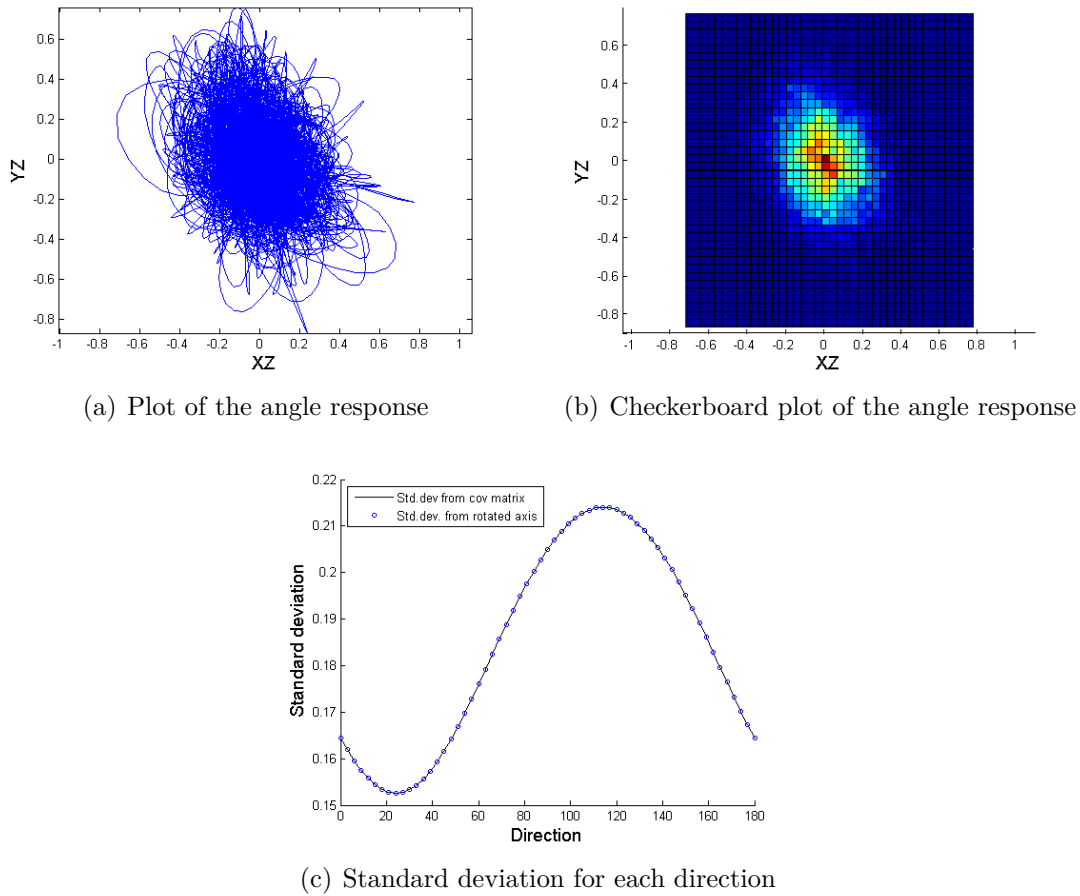 0.6
0.4
0.2
0
-0.2
-0.4
-0.6
-0.8
YZ
-1 -0.8 -0.6 -0.4 -0.2 0 0.2 0.4 0.6 0.8 1
XZ
(a) Plot of the angle response
0.6
0.4
0.2
0
-0.2
-0.4
-0.6
-0.8
YZ
-1 -0.8 -0.6 -0.4 -0.2 0 0.2 0.4 0.6 0.8 1
XZ
(b) Checkerboard plot of the angle response
0.22
0.21
0.2
0.19
0.18
0.17
0.16
0.15
Standard deviation
Std.dev from cov matrix
Std.dev. from rotated axis
0 20 40 60 80 100 120 140 160 180
Direction
(c) Standard deviation for each direction